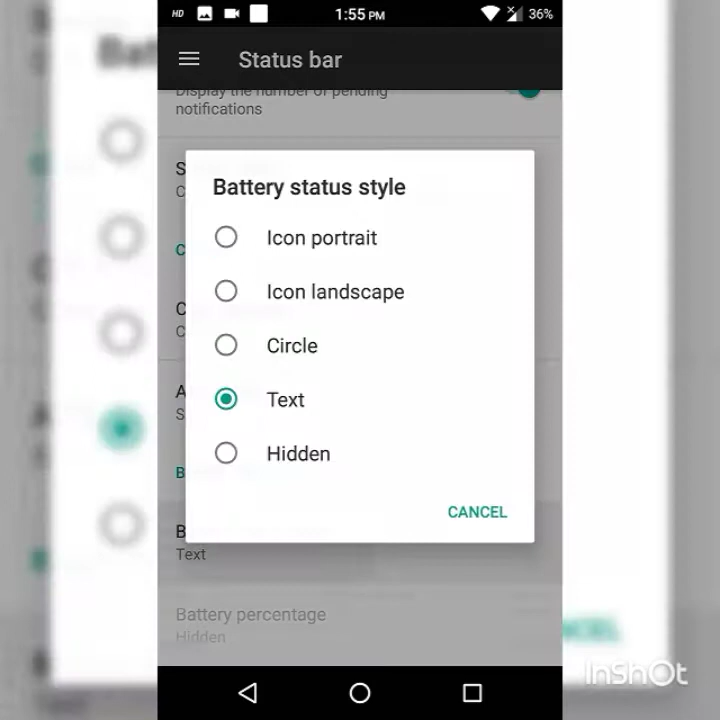 HD 1:55 PM 36%
Status bar
Display the number of pending
notifications
Battery status style
Icon portrait
Icon landscape
Circle
Text
Hidden
CANCEL
Text
Battery percentage
Hidden
InShOt